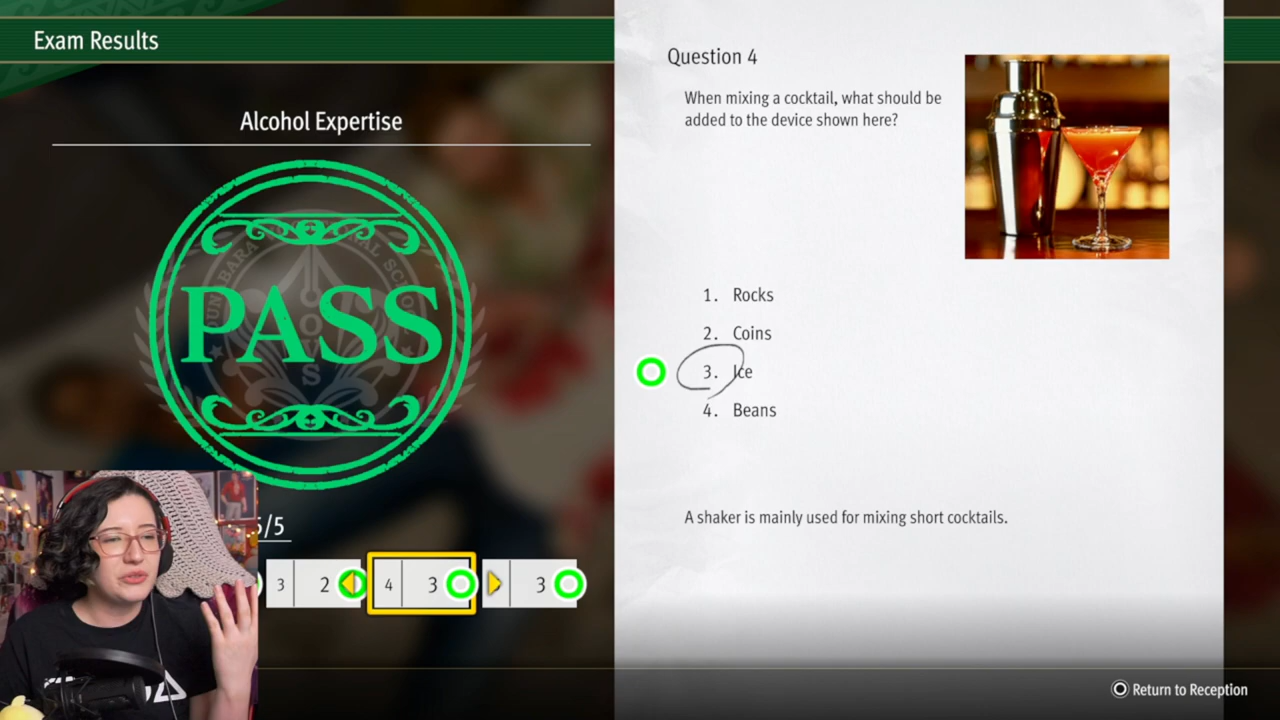 Exam Results
Alcohol Expertise
PASS
5/5
3 2
4 3
3
Question 4
When mixing a cocktail, what should be
added to the device shown here?
1. Rocks
2. Coins
3. Ice
4. Beans
A shaker is mainly used for mixing short cocktails.
Return to Reception